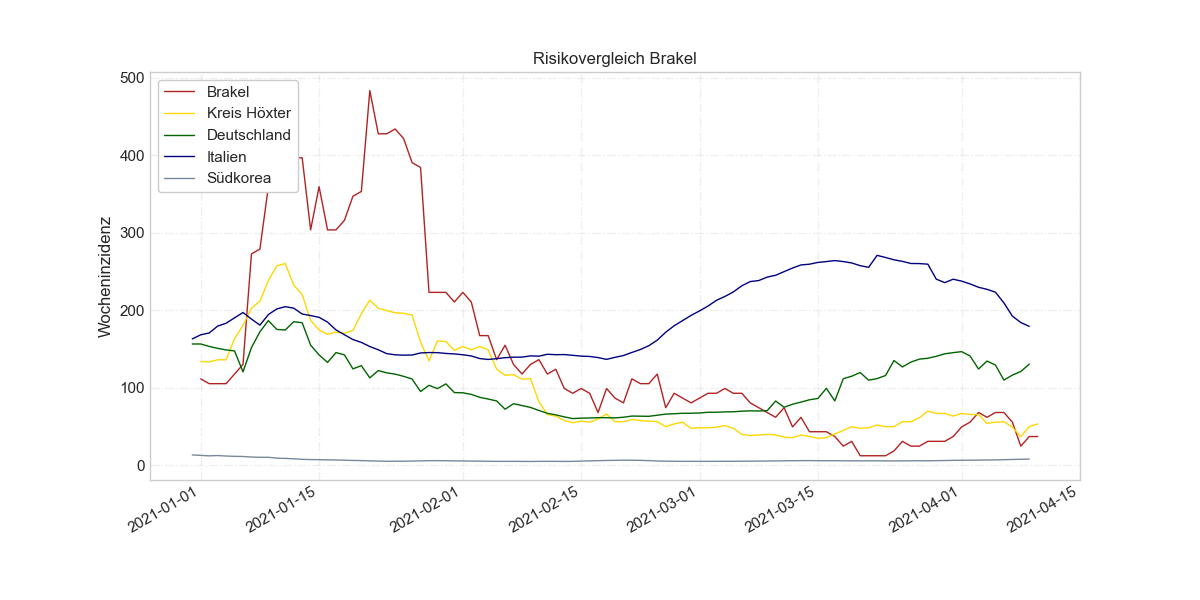 Risikovergleich Brakel
Wocheninzidenz
500
400
300
200
100
0
Brakel
Kreis Höxter
Deutschland
Italien
Südkorea
2021-01-01
2021-01-15
2021-02-01
2021-02-15
2021-03-01
2021-03-15
2021-04-01
2021-04-15